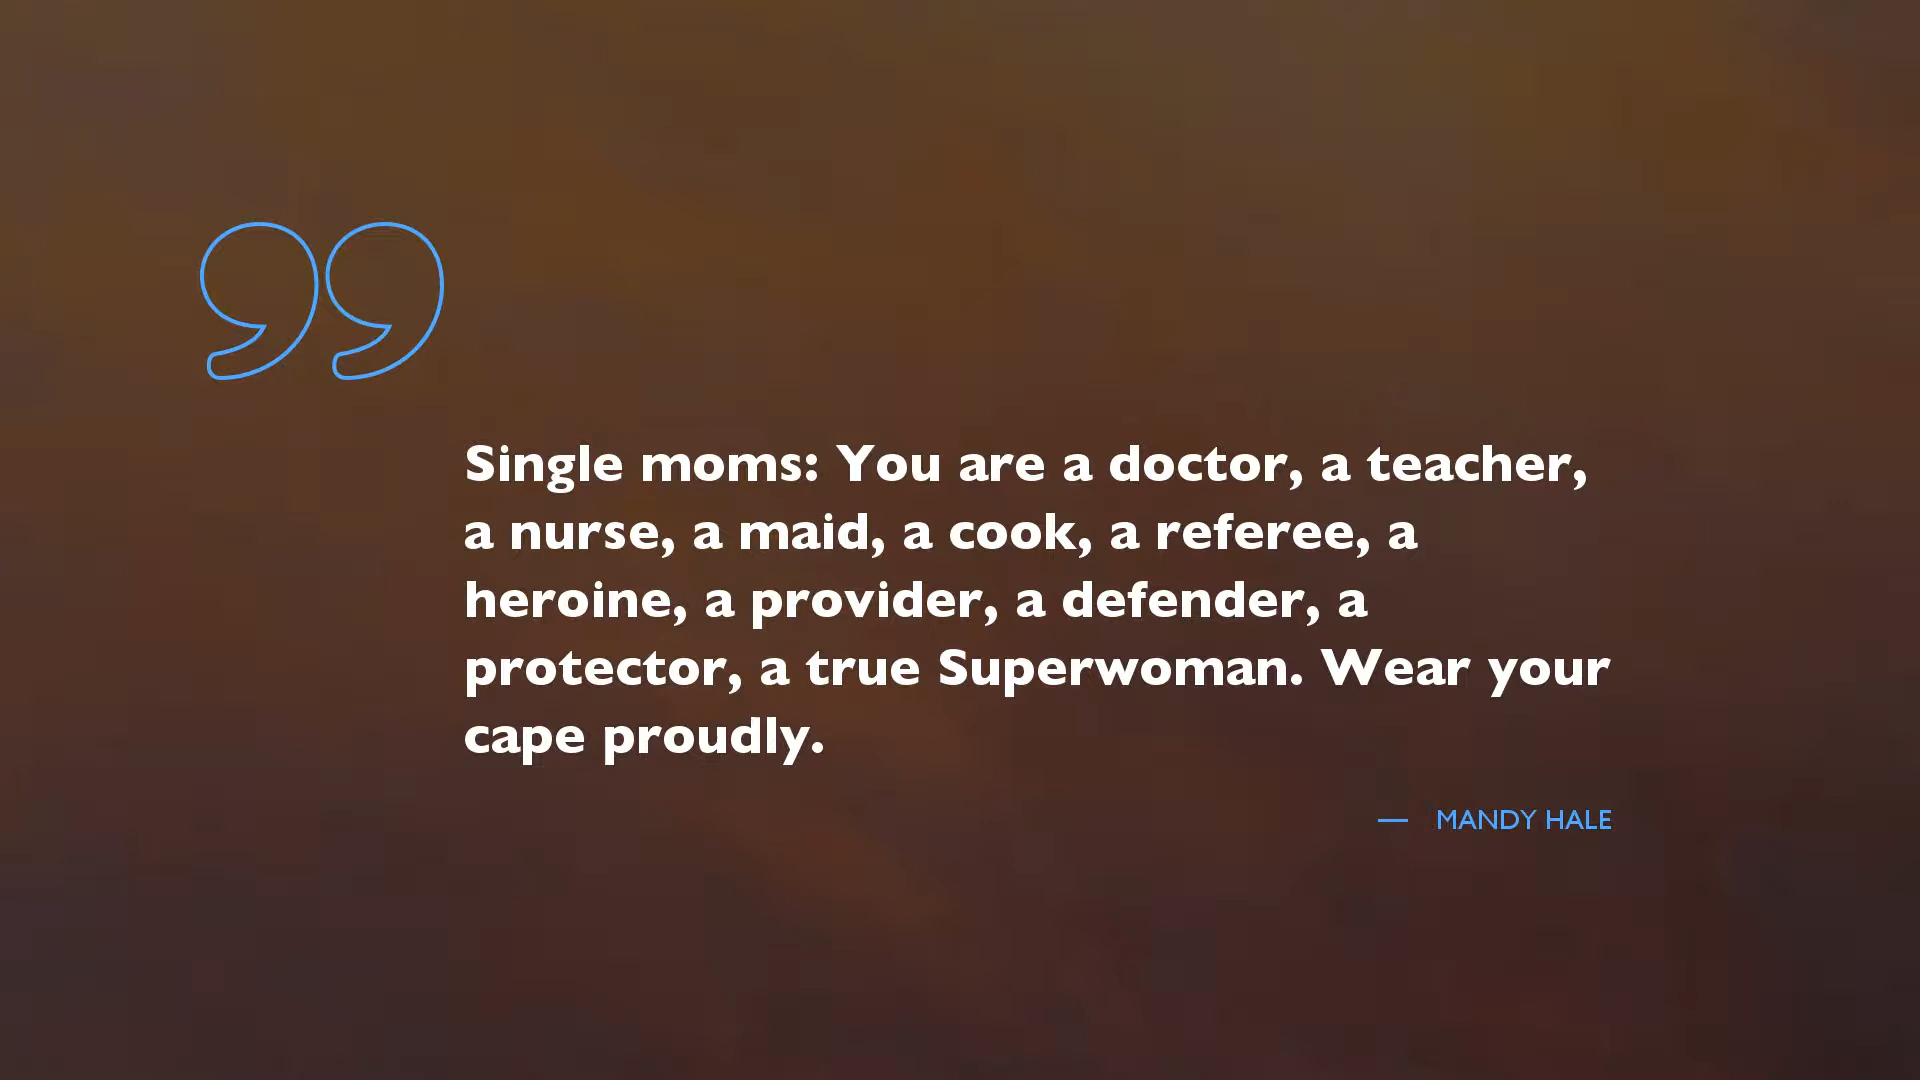 Single moms: You are a doctor, a teacher,
a nurse, a maid, a cook, a referee, a
heroine, a provider, a defender, a
protector, a true Superwoman. Wear your
cape proudly.
— MANDY HALE